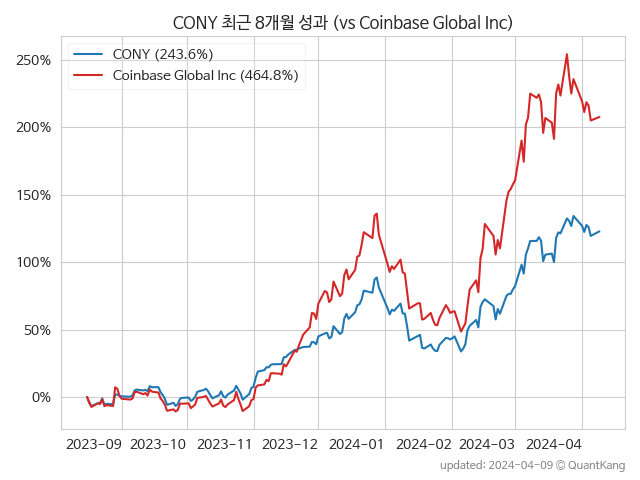 CONY 최근 8개월 성과 (vs Coinbase Global Inc)
CONY (243.6%)
Coinbase Global Inc (464.8%)
250%
200%
150%
100%
50%
0%
2023-09 2023-10 2023-11 2023-12 2024-01 2024-02 2024-03 2024-04
updated: 2024-04-09 © QuantKang